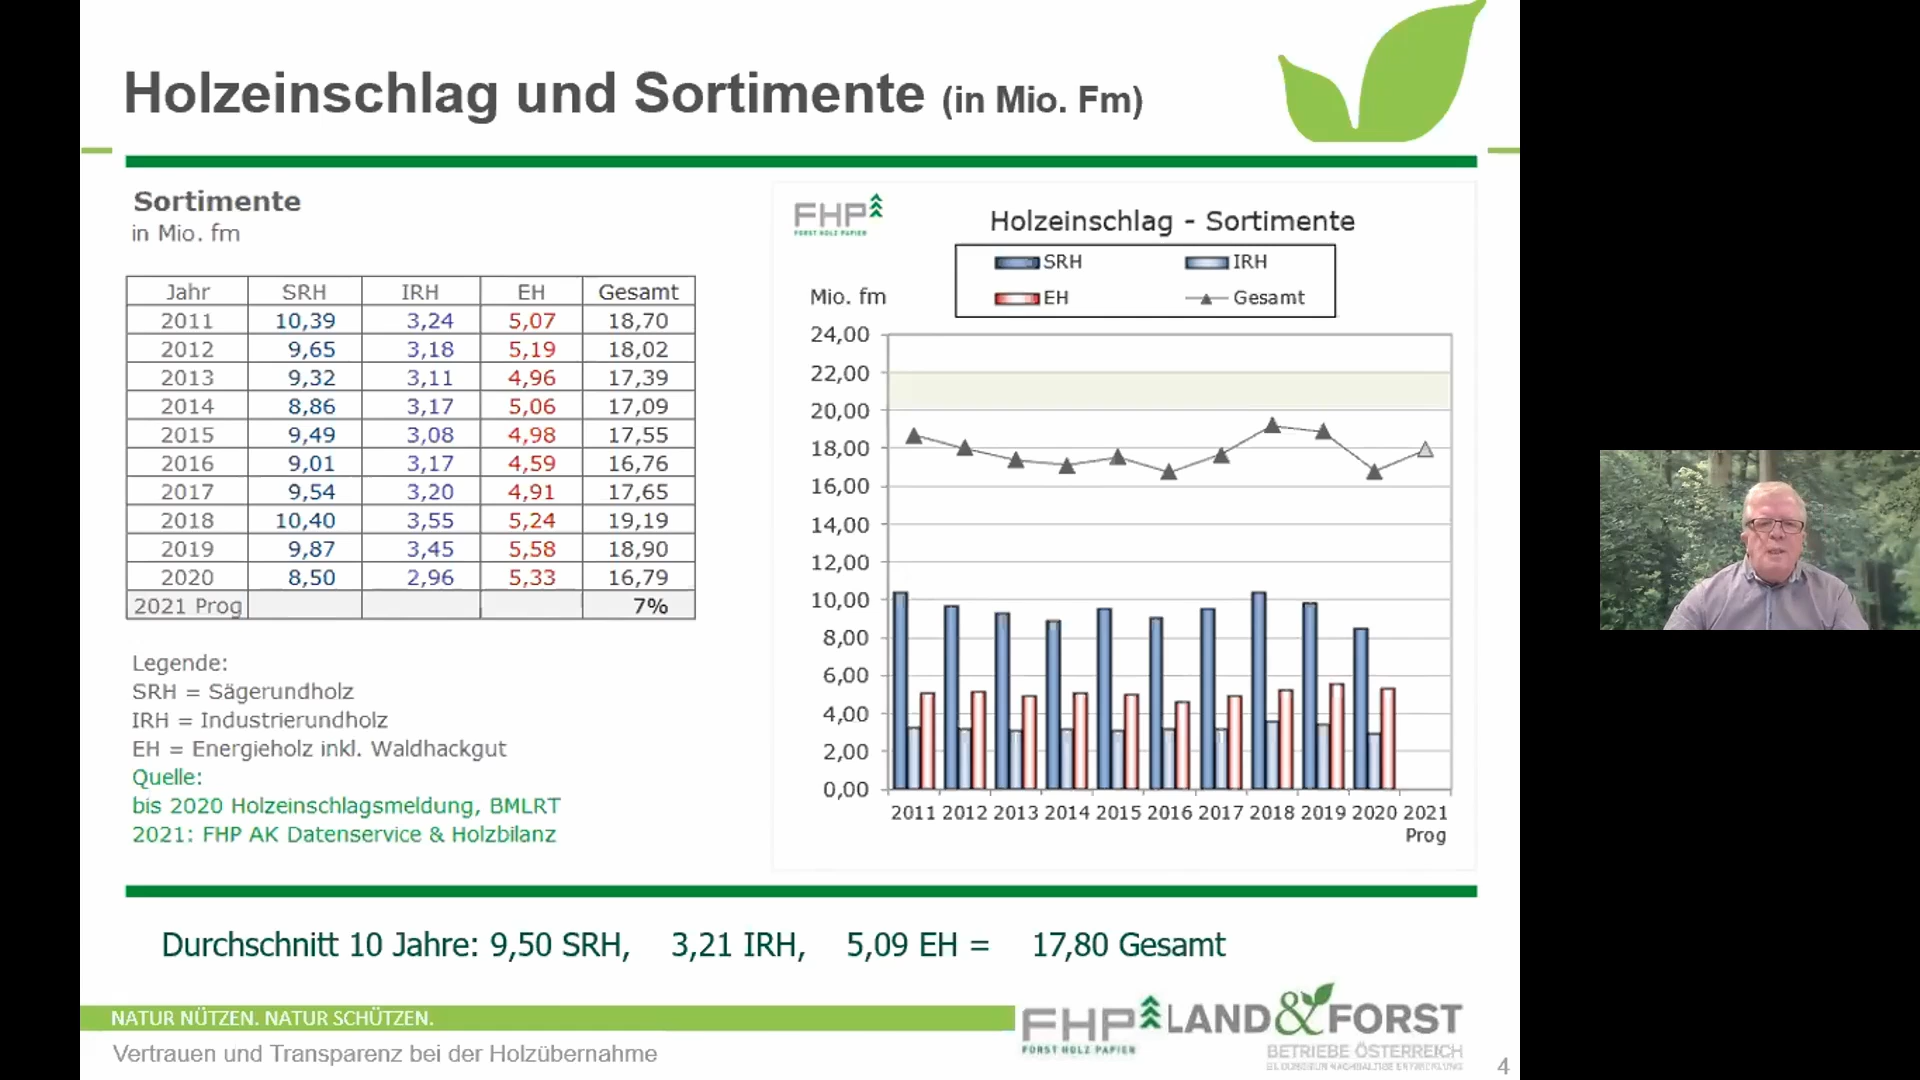 Holzeinschlag und Sortimente (in Mio. Fm)
Sortimente
in Mio. fm
Jahr SRH IRH EH Gesamt
2011 10,39 3,24 5,07 18,70
2012 9,65 3,18 5,19 18,02
2013 9,32 3,11 4,96 17,39
2014 8,86 3,17 5,06 17,09
2015 9,49 3,08 4,98 17,55
2016 9,01 3,17 4,59 16,76
2017 9,54 3,20 4,91 17,65
2018 10,40 3,55 5,24 19,19
2019 9,87 3,45 5,58 18,90
2020 8,50 2,96 5,33 16,79
2021 Prog 7%
Legende:
SRH = Sägerundholz
IRH = Industrierundholz
EH = Energieholz inkl. Waldhackgut
Quelle:
bis 2020 Holzeinschlagsmeldung, BMLRT
2021: FHP AK Datenservice & Holzbilanz
FHP
FORST HOLZ PAPIER
Holzeinschlag - Sortimente
SRH IRH
EH Gesamt
Mio. fm
24,00
22,00
20,00
18,00
16,00
14,00
12,00
10,00
8,00
6,00
4,00
2,00
0,00
2011 2012 2013 2014 2015 2016 2017 2018 2019 2020 2021
Prog
Durchschnitt 10 Jahre: 9,50 SRH, 3,21 IRH, 5,09 EH = 17,80 Gesamt
NATUR NÜTZEN. NATUR SCHÜTZEN.
Vertrauen und Transparenz bei der Holzübernahme
FHP
FORST HOLZ PAPIER
LAND&FORST
BETRIEBE ÖSTERREICH
4